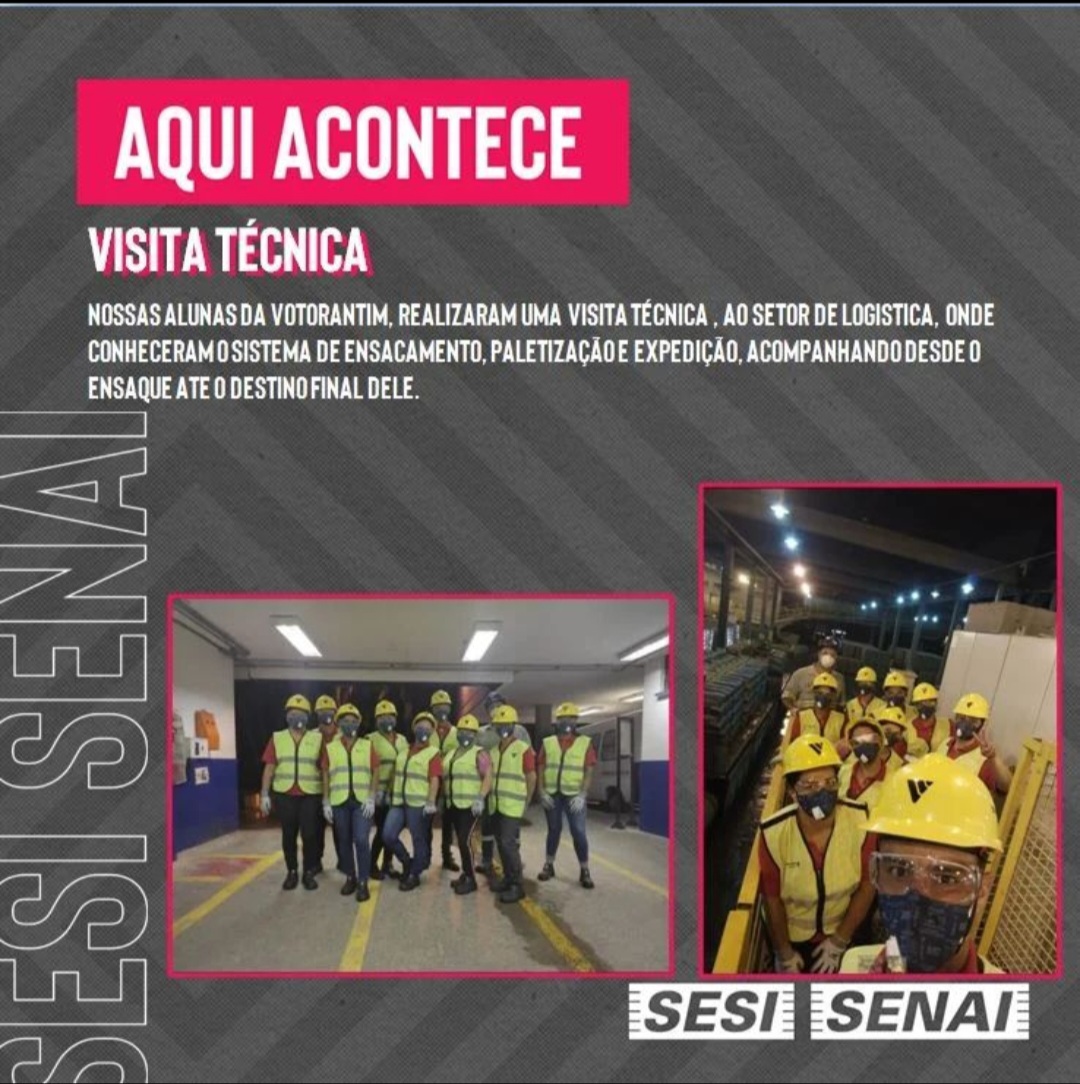 AQUI ACONTECE
VISITA TÉCNICA
NOSSAS ALUNAS DA VOTORANTIM, REALIZARAM UMA VISITA TÉCNICA , AO SETOR DE LOGISTICA, ONDE
CONHECERAM O SISTEMA DE ENSACAMENTO, PALETIZAÇÃO E EXPEDIÇÃO, ACOMPANHANDO DESDE O
ENSAQUE ATE O DESTINO FINAL DELE.
SESI SENAI
SESI SENAI